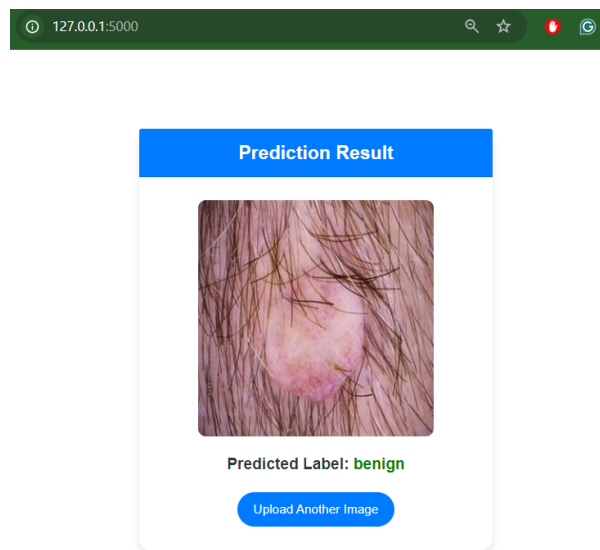 127.0.0.1:5000
Prediction Result
Predicted Label: benign
Upload Another Image